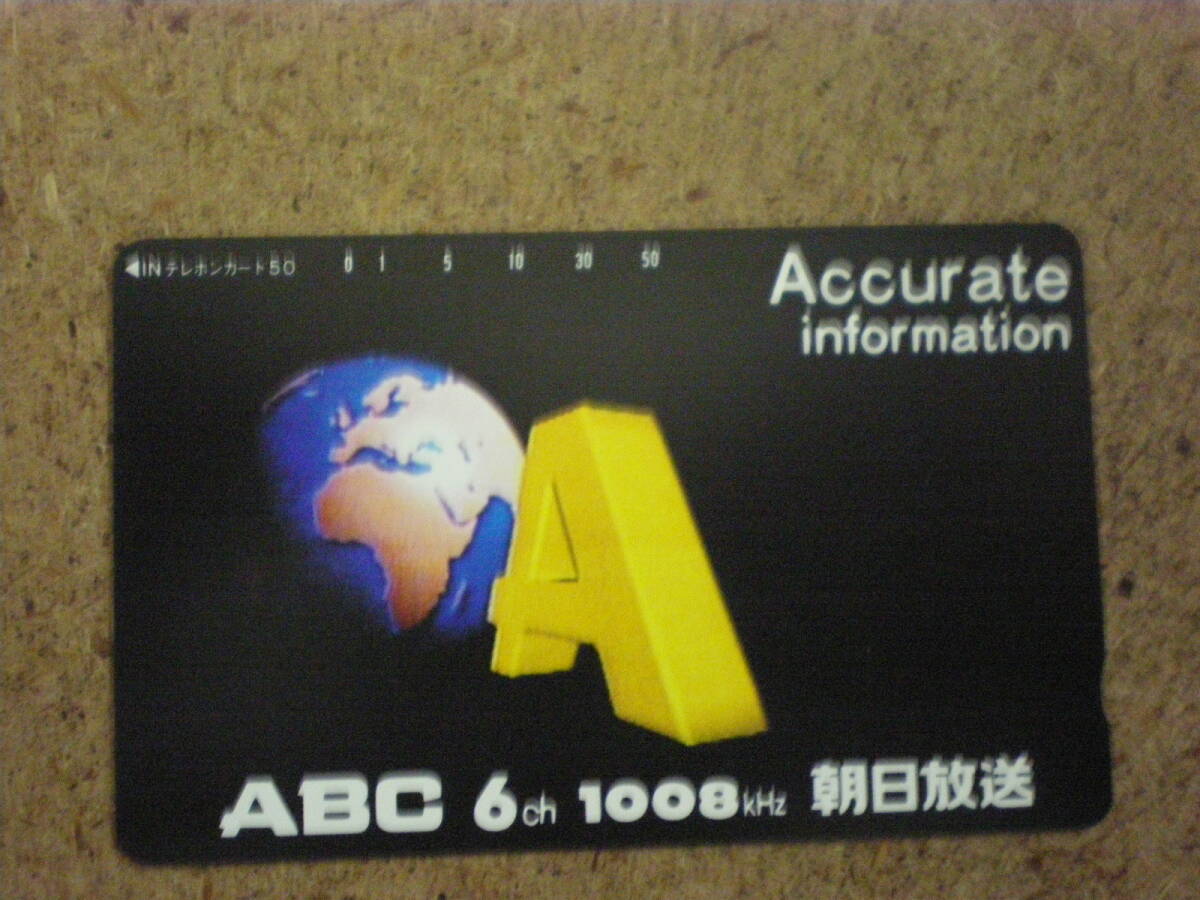 ◀IN テレホンカード50 0 1 5 10 30 50
Accurate
information
A
ABC 6ch 1008kHz 朝日放送